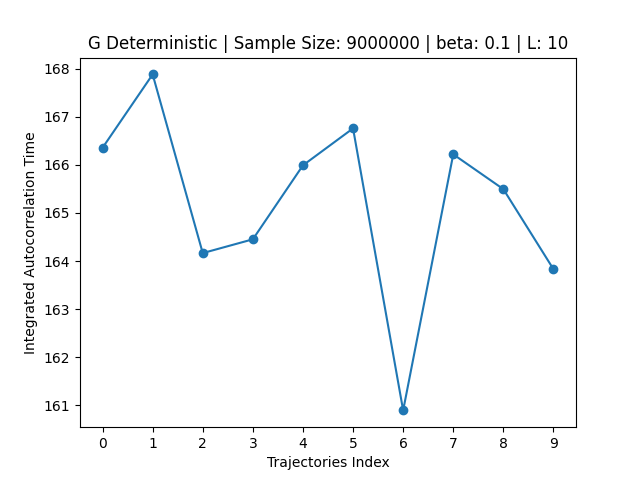 G Deterministic | Sample Size: 9000000 | beta: 0.1 | L: 10
Integrated Autocorrelation Time
168
167
166
165
164
163
162
161
0 1 2 3 4 5 6 7 8 9
Trajectories Index